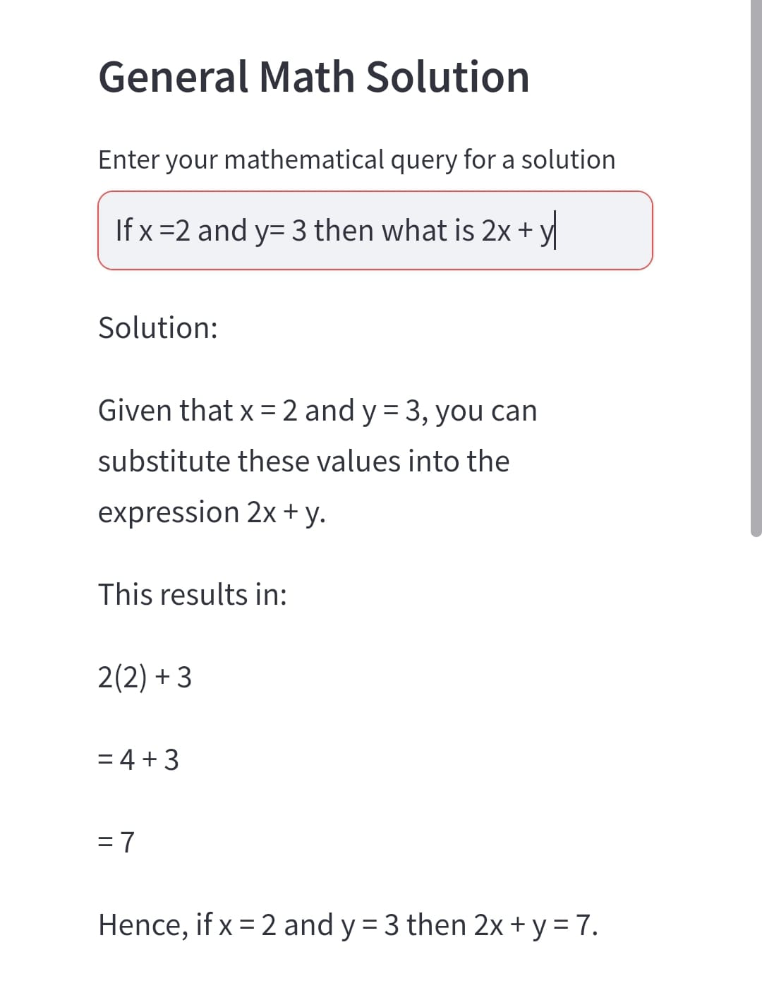 General Math Solution
Enter your mathematical query for a solution
If x =2 and y= 3 then what is 2x + y
Solution:
Given that x = 2 and y = 3, you can
substitute these values into the
expression 2x + y.
This results in:
2(2) + 3
= 4 + 3
= 7
Hence, if x = 2 and y = 3 then 2x + y = 7.